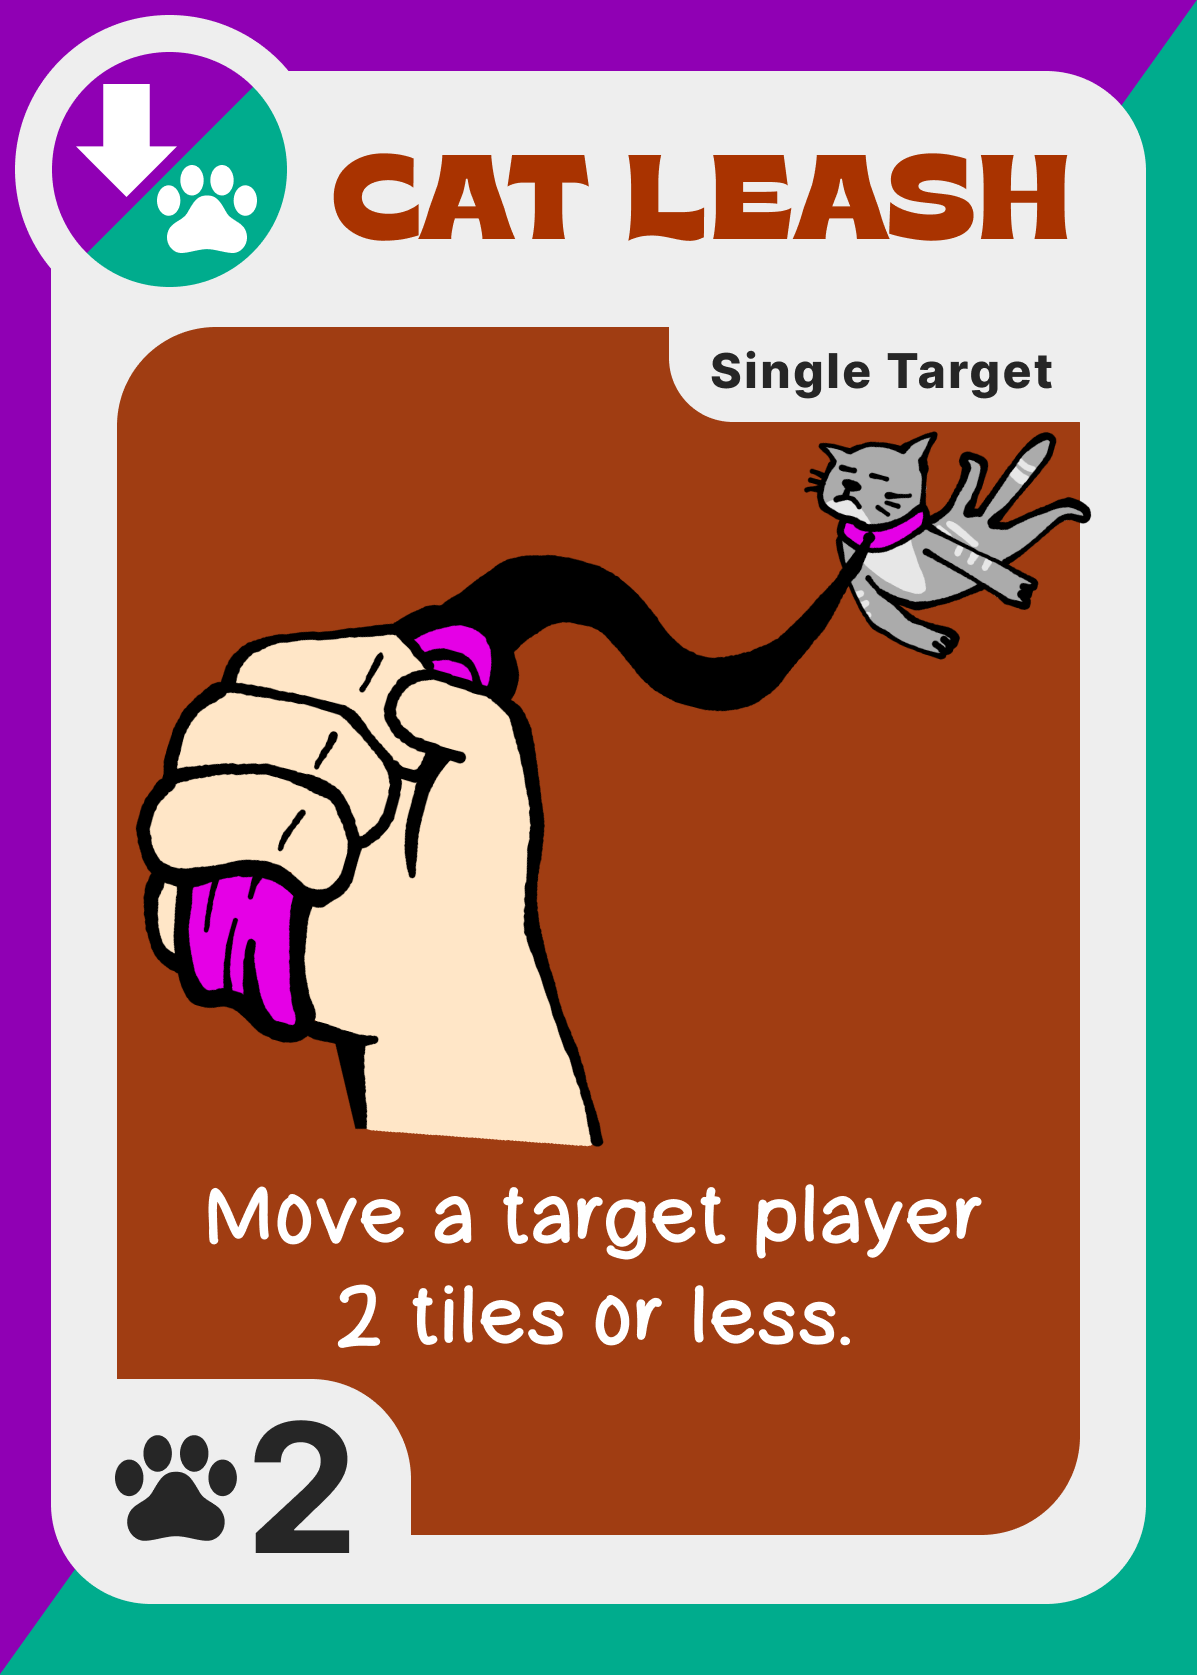 CAT LEASH
Single Target
Move a target player
2 tiles or less.
2